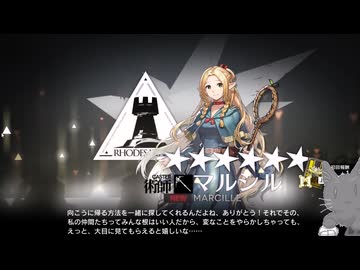 RHODES
術師
マルシル
NEW
MARCILLE
向こうに帰る方法を一緒に探してくれるんだよね、ありがとう！それでその、
私の仲間たちってみんな根はいい人だから、変なことをやらかしちゃっても、
えっと、大目に見てもらえると嬉しいな……